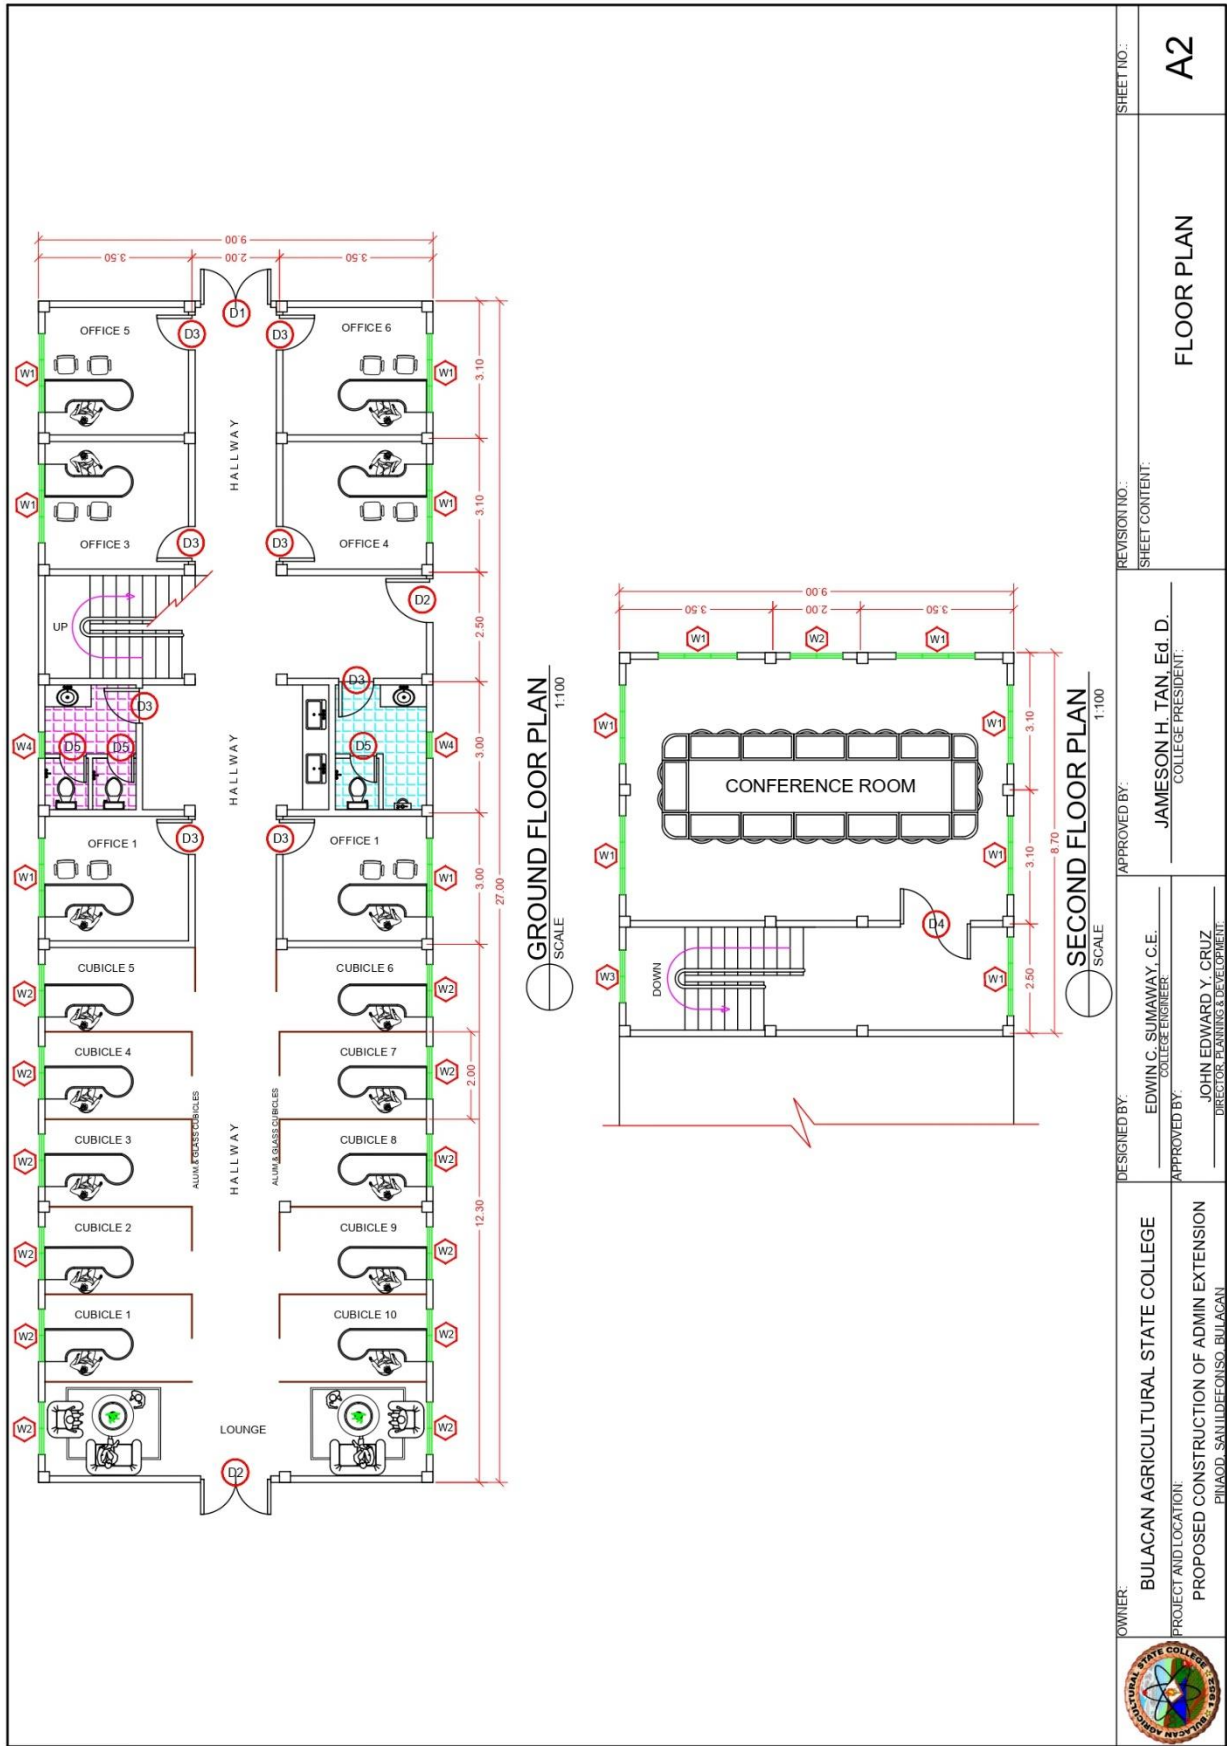 9.00
3.50
2.00
3.50
D1
OFFICE 5
D3
D3
OFFICE 6
W1
W1
3.10
HALLWAY
W1
W1
3.10
OFFICE 3
D3
D3
OFFICE 4
UP
D2
2.50
D3
D3
W4
D5
D5
D5
W4
3.00
HALLWAY
OFFICE 1
D3
D3
OFFICE 1
W1
W1
3.00
27.00
CUBICLE 5
CUBICLE 6
W2
W2
CUBICLE 4
CUBICLE 7
W2
W2
2.00
ALUM.& GLASS CUBICLES
ALUM.& GLASS CUBICLES
CUBICLE 3
HALLWAY
CUBICLE 8
W2
W2
12.30
CUBICLE 2
CUBICLE 9
W2
W2
CUBICLE 1
CUBICLE 10
W2
W2
LOUNGE
W2
W2
D2
GROUND FLOOR PLAN
SCALE 1:100
9.00
3.50
2.00
3.50
W1
W2
W1
W1
W1
3.10
CONFERENCE ROOM
W1
W1
3.10
8.70
D4
W3
DOWN
W1
2.50
SECOND FLOOR PLAN
SCALE 1:100
OWNER:
BULACAN AGRICULTURAL STATE COLLEGE
PROJECT AND LOCATION:
PROPOSED CONSTRUCTION OF ADMIN EXTENSION
PINAOD, SAN ILDEFONSO, BULACAN
DESIGNED BY:
EDWIN C. SUMAWAY, C.E.
COLLEGE ENGINEER:
APPROVED BY:
JOHN EDWARD Y. CRUZ
DIRECTOR, PLANNING & DEVELOPMENT:
APPROVED BY:
JAMESON H. TAN, Ed. D.
COLLEGE PRESIDENT:
REVISION NO.:
SHEET CONTENT:
FLOOR PLAN
SHEET NO.:
A2
BULACAN AGRICULTURAL STATE COLLEGE
1952